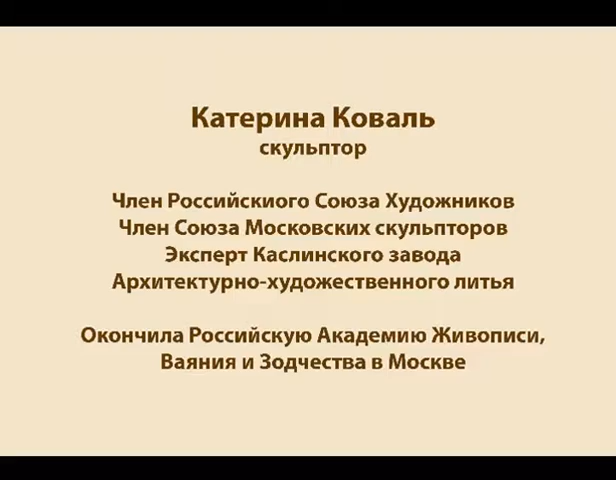 Катерина Коваль
скульптор
Член Российскиого Союза Художников
Член Союза Московских скульпторов
Эксперт Каслинского завода
Архитектурно-художественного литья
Окончила Российскую Академию Живописи,
Ваяния и Зодчества в Москве